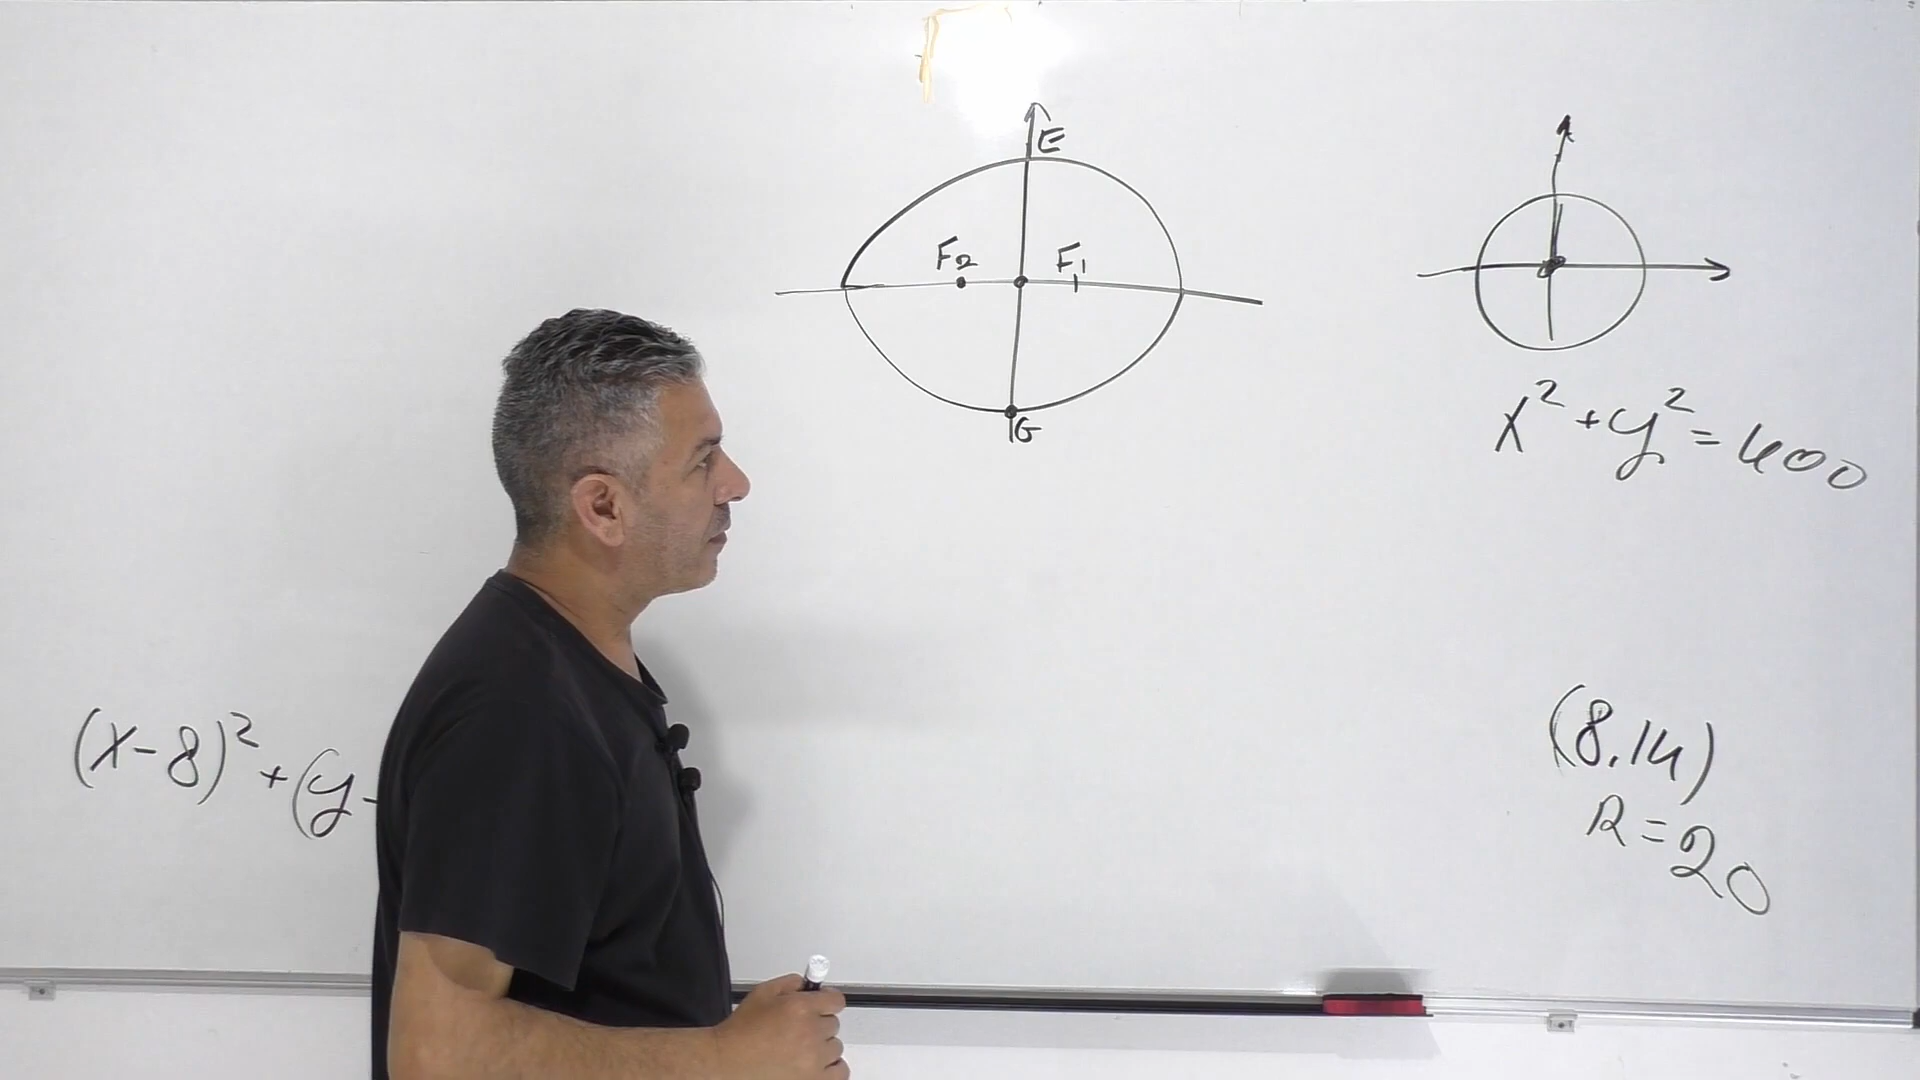 E
F₂ F₁
G
x² + y² = 400
(x-8)² + (y-
(8.14)
R = 20